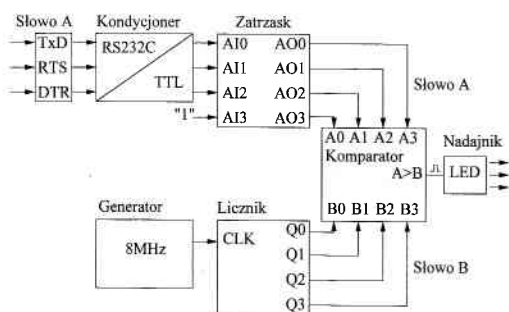 Słowo A Kondycjoner Zatrzask
TxD RS232C AI0 AO0
RTS AI1 AO1
TTL
DTR AI2 AO2 Słowo A
"1" AI3 AO3
A0 A1 A2 A3 Nadajnik
Komparator
A>B LED
Generator Licznik B0 B1 B2 B3
8MHz CLK Q0
Q1
Q2 Słowo B
Q3